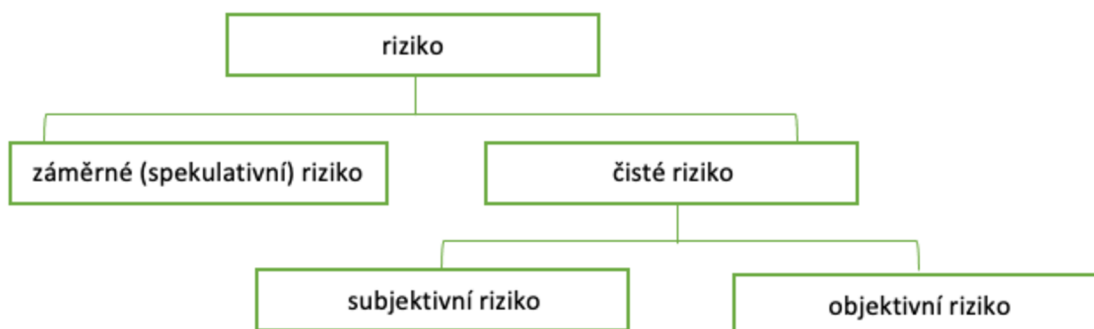 riziko
záměrné (spekulativní) riziko
čisté riziko
subjektivní riziko
objektivní riziko